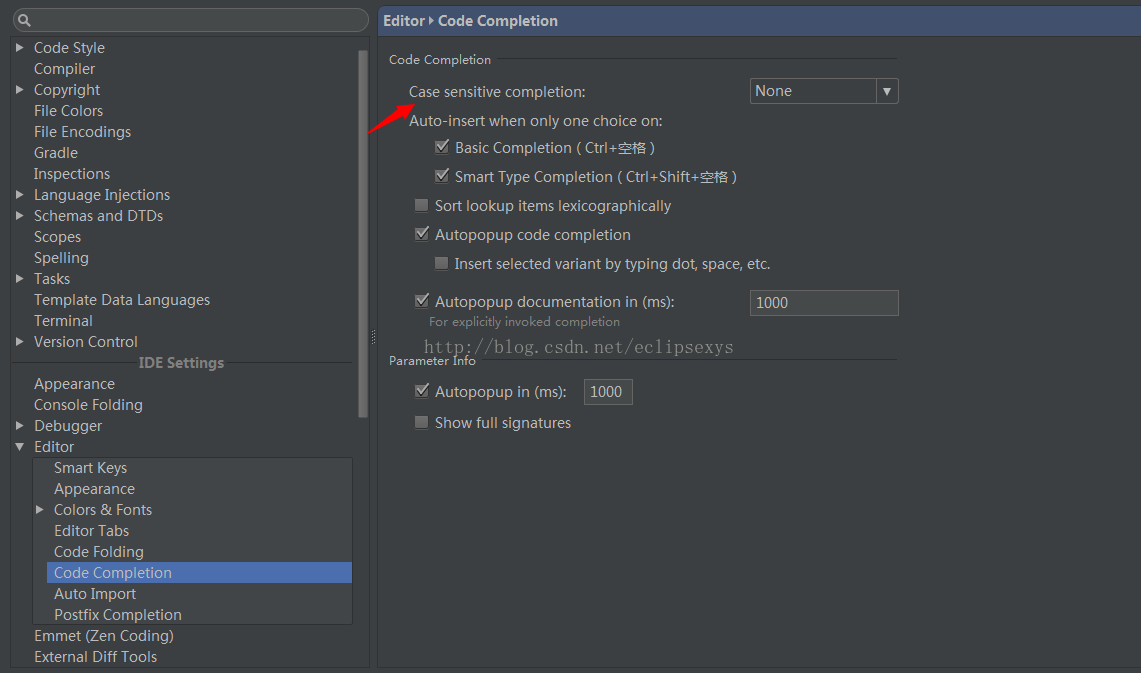 Code Style
Compiler
Copyright
File Colors
File Encodings
Gradle
Inspections
Language Injections
Schemas and DTDs
Scopes
Spelling
Tasks
Template Data Languages
Terminal
Version Control
IDE Settings
Appearance
Console Folding
Debugger
Editor
Smart Keys
Appearance
Colors & Fonts
Editor Tabs
Code Folding
Code Completion
Auto Import
Postfix Completion
Emmet (Zen Coding)
External Diff Tools
Editor Code Completion
Code Completion
Case sensitive completion: None
Auto-insert when only one choice on:
Basic Completion ( Ctrl+空格 )
Smart Type Completion ( Ctrl+Shift+空格 )
Sort lookup items lexicographically
Autopopup code completion
Insert selected variant by typing dot, space, etc.
Autopopup documentation in (ms): 1000
For explicitly invoked completion
http://blog.csdn.net/eclipsexys
Parameter Info
Autopopup in (ms): 1000
Show full signatures